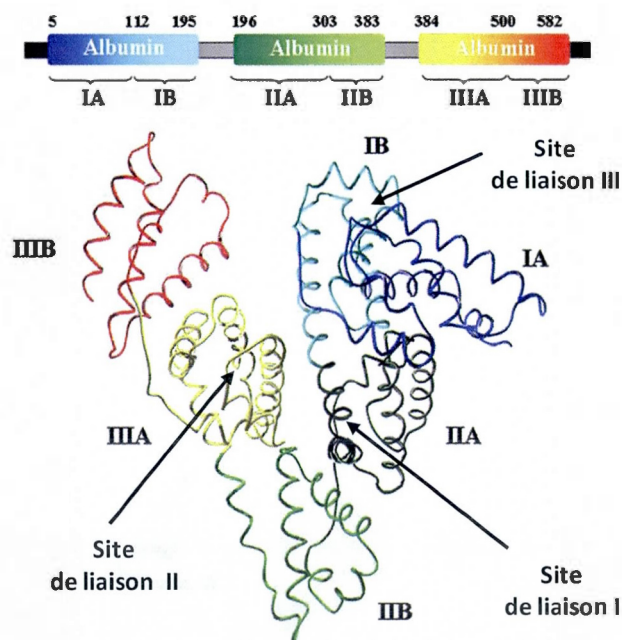 5 112 195 196 303 383 384 500 582
Albumin Albumin Albumin
IA IB IIA IIB IIIA IIIB
IB
Site
de liaison III
IIIB
IA
IIIA
IIA
Site
de liaison II
Site
de liaison I
IIB